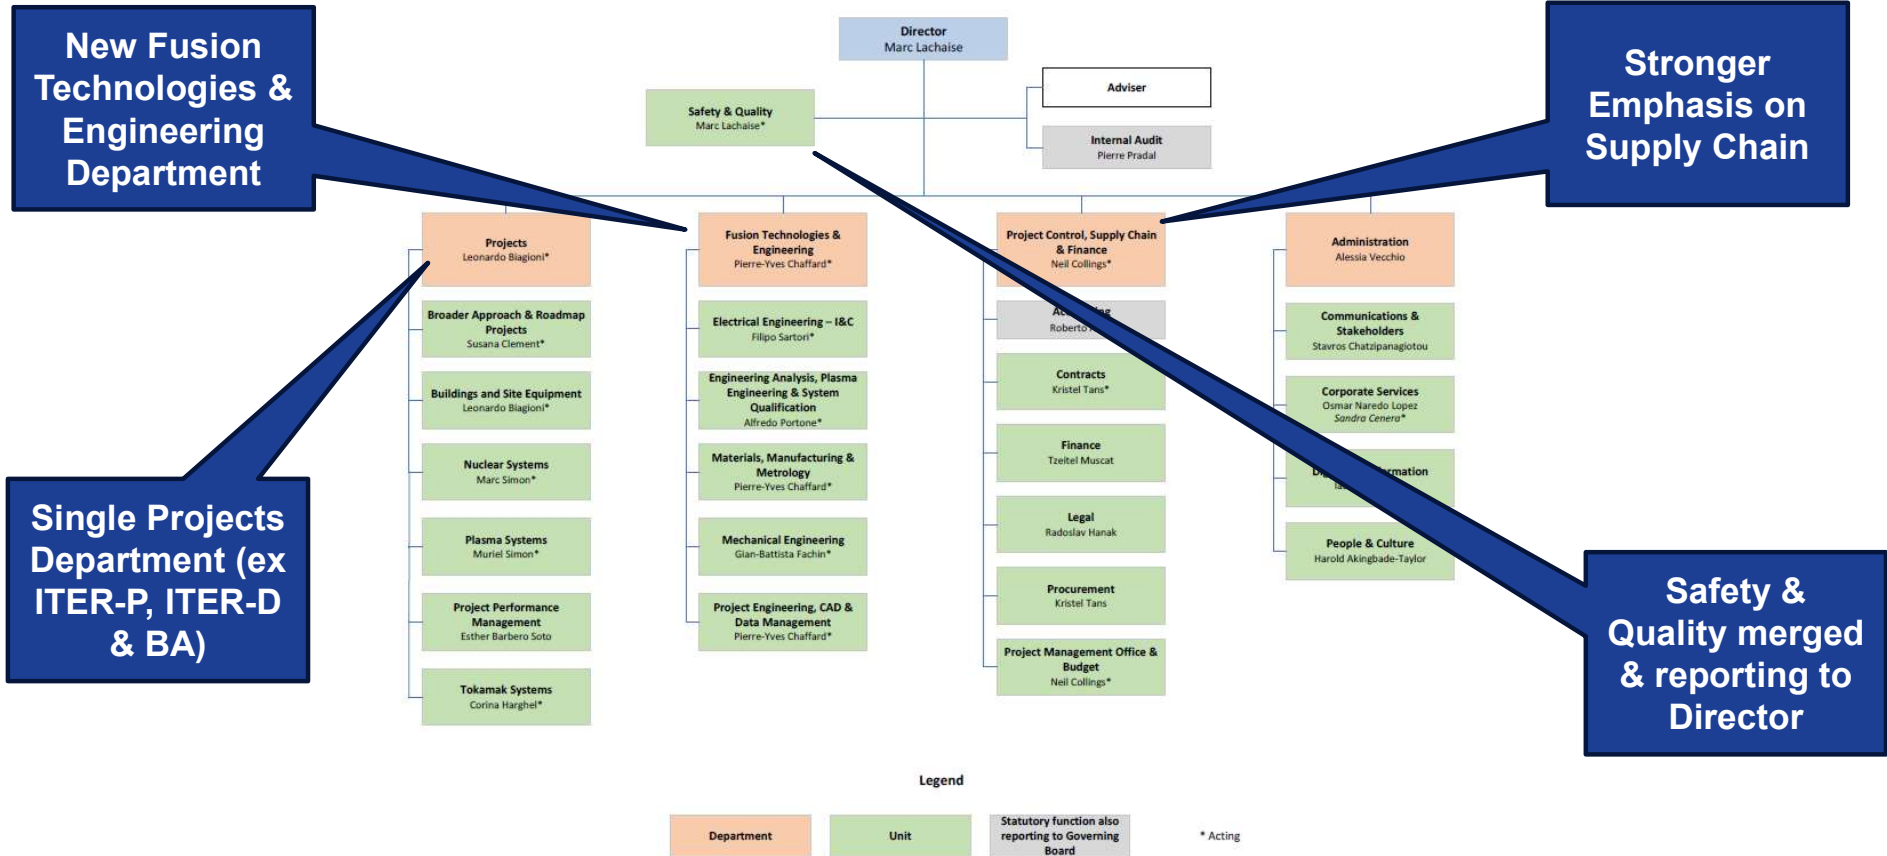 New Fusion
Technologies &
Engineering
Department
Director
Marc Lachaise
Stronger
Emphasis on
Supply Chain
Adviser
Safety & Quality
Marc Lachaise*
Internal Audit
Pierre Pradal
Projects
Leonardo Biagioni*
Broader Approach & Roadmap
Projects
Susana Clement*
Buildings and Site Equipment
Leonardo Biagioni*
Nuclear Systems
Marc Simon*
Plasma Systems
Muriel Simon*
Project Performance
Management
Esther Barbero Soto
Tokamak Systems
Corina Harghel*
Fusion Technologies &
Engineering
Pierre-Yves Chaffard*
Electrical Engineering – I&C
Filipo Sartori*
Engineering Analysis, Plasma
Engineering & System
Qualification
Alfredo Portone*
Materials, Manufacturing &
Metrology
Pierre-Yves Chaffard*
Mechanical Engineering
Gian-Battista Fachin*
Project Engineering, CAD &
Data Management
Pierre-Yves Chaffard*
Project Control, Supply Chain
& Finance
Neil Collings*
Roberto
Contracts
Kristel Tans*
Finance
Tzeitel Muscat
Legal
Radoslav Hanak
Procurement
Kristel Tans
Project Management Office &
Budget
Neil Collings*
Administration
Alessia Vecchio
Communications &
Stakeholders
Stavros Chatzipanagiotou
Corporate Services
Osmar Naredo Lopez
Sandra Cenera*
People & Culture
Harold Akingbade-Taylor
Single Projects
Department (ex
ITER-P, ITER-D
& BA)
Safety &
Quality merged
& reporting to
Director
Legend
Department
Unit
Statutory function also
reporting to Governing
Board
* Acting